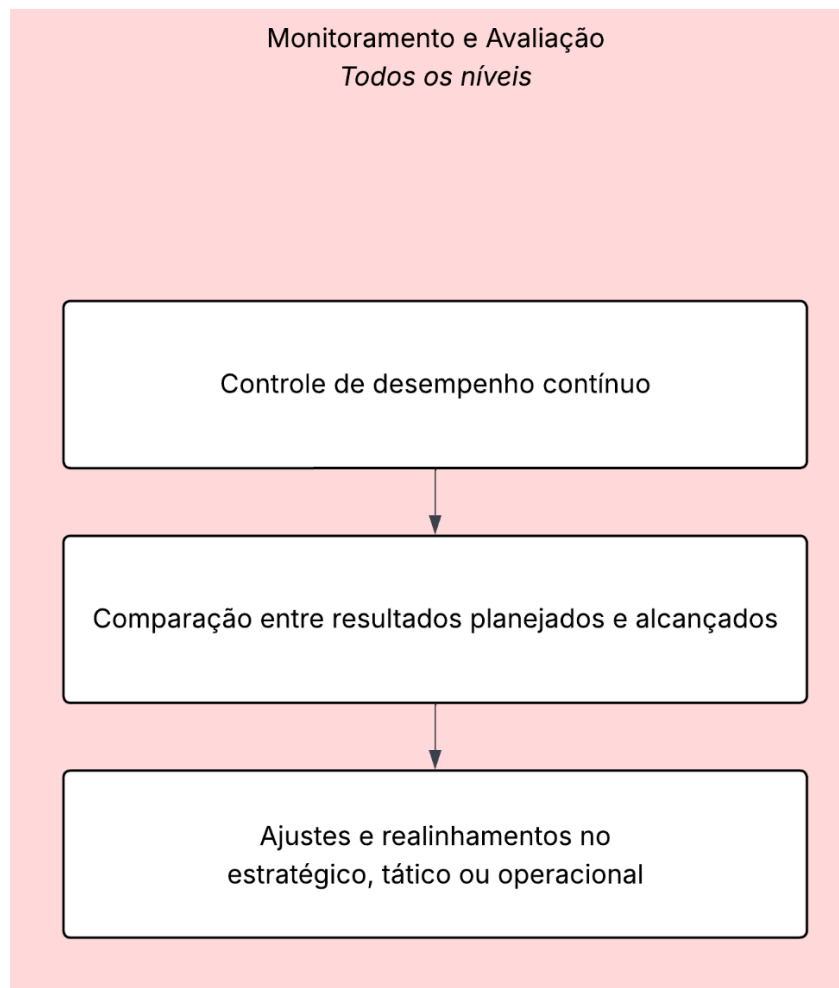 Monitoramento e Avaliação
Todos os níveis
Controle de desempenho contínuo
Comparação entre resultados planejados e alcançados
Ajustes e realinhamentos no
estratégico, tático ou operacional